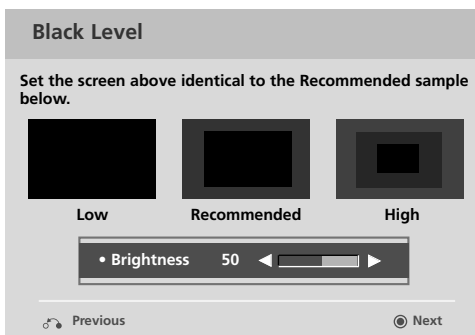 Black Level
Set the screen above identical to the Recommended sample
below.
Low Recommended High
• Brightness 50
Previous Next